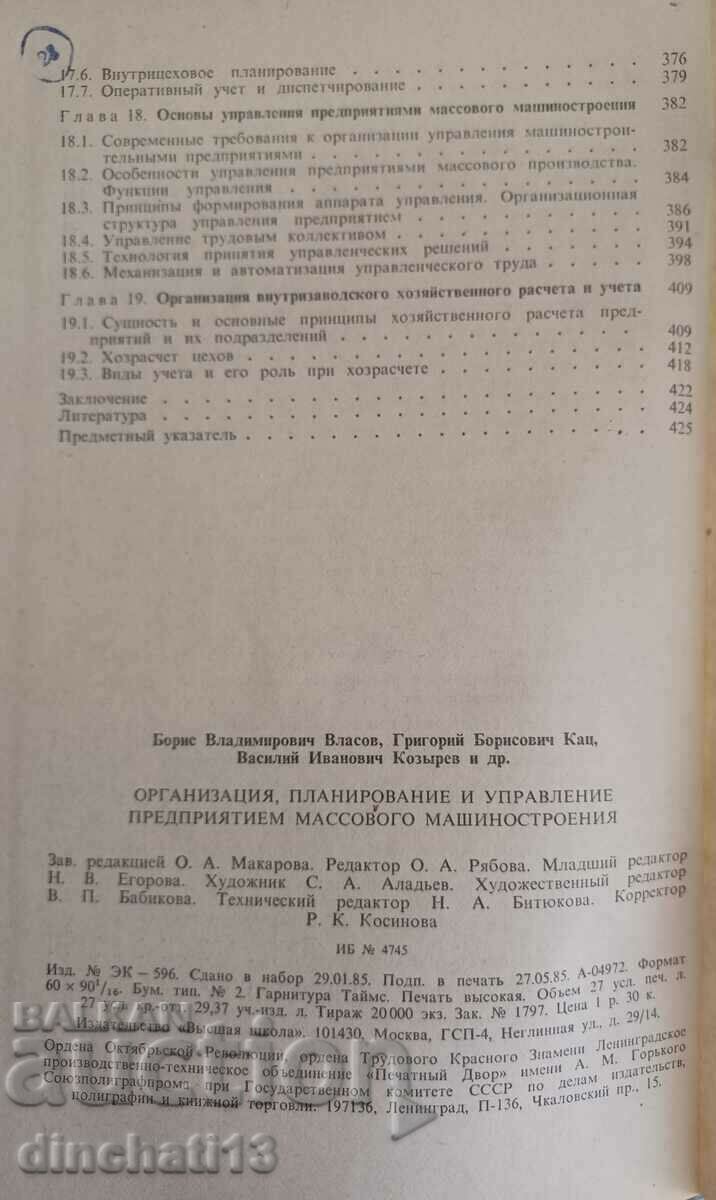 28
17.6. Внутрицеховое планирование . . . . . . . . . . . . 376
17.7. Оперативный учет и диспетчирование . . . . . . . . . . 379
Глава 18. Основы управления предприятиями массового машиностроения 382
18.1. Современные требования к организации управления машинострои-
тельными предприятиями . . . . . . . . . . . . . 382
18.2. Особенности управления предприятиями массового производства.
Функции управления . . . . . . . . . . . . . . 384
18.3. Принципы формирования аппарата управления. Организационная
структура управления предприятием . . . . . . . . . . 386
18.4. Управление трудовым коллективом . . . . . . . . . . . 391
18.5. Технология принятия управленческих решений . . . . . . . 394
18.6. Механизация и автоматизация управленческого труда . . . . . 398
Глава 19. Организация внутризаводского хозяйственного расчета и учета 409
19.1. Сущность и основные принципы хозяйственного расчета пред-
приятий и их подразделений . . . . . . . . . . . . 409
19.2. Хозрасчет цехов . . . . . . . . . . . . . . . . 412
19.3. Виды учета и его роль при хозрасчете . . . . . . . . . . 418
Заключение . . . . . . . . . . . . . . . . . . . 422
Литература . . . . . . . . . . . . . . . . . . . 424
Предметный указатель . . . . . . . . . . . . . . . . 425
Борис Владимирович Власов, Григорий Борисович Кац,
Василий Иванович Козырев и др.
ОРГАНИЗАЦИЯ, ПЛАНИРОВАНИЕ И УПРАВЛЕНИЕ
ПРЕДПРИЯТИЕМ МАССОВОГО МАШИНОСТРОЕНИЯ
Зав. редакцией О. А. Макарова. Редактор О. А. Рябова. Младший редактор
Н. В. Егорова. Художник С. А. Аладьев. Художественный редактор
В. П. Бабикова. Технический редактор Н. А. Битюкова. Корректор
Р. К. Косинова
ИБ № 4745
Изд. № ЭК – 596. Сдано в набор 29.01.85. Подп. в печать 27.05.85. А-04972. Формат
60 × 90¹/₁₆. Бум. тип. № 2. Гарнитура Таймс. Печать высокая. Объем 27 усл. печ. л.
27 усл. кр.-отт. 29,37 уч.-изд. л. Тираж 20 000 экз. Зак. № 1797. Цена 1 р. 30 к.
Издательство «Высшая школа». 101430, Москва, ГСП-4, Неглинная ул., д. 29/14.
Ордена Октябрьской Революции, ордена Трудового Красного Знамени Ленинградское
производственно-техническое объединение «Печатный Двор» имени А. М. Горького
Союзполиграфпрома при Государственном комитете СССР по делам издательств,
полиграфии и книжной торговли. 197136, Ленинград, П-136, Чкаловский пр., 15.
BALKAN
auction
dinchati13